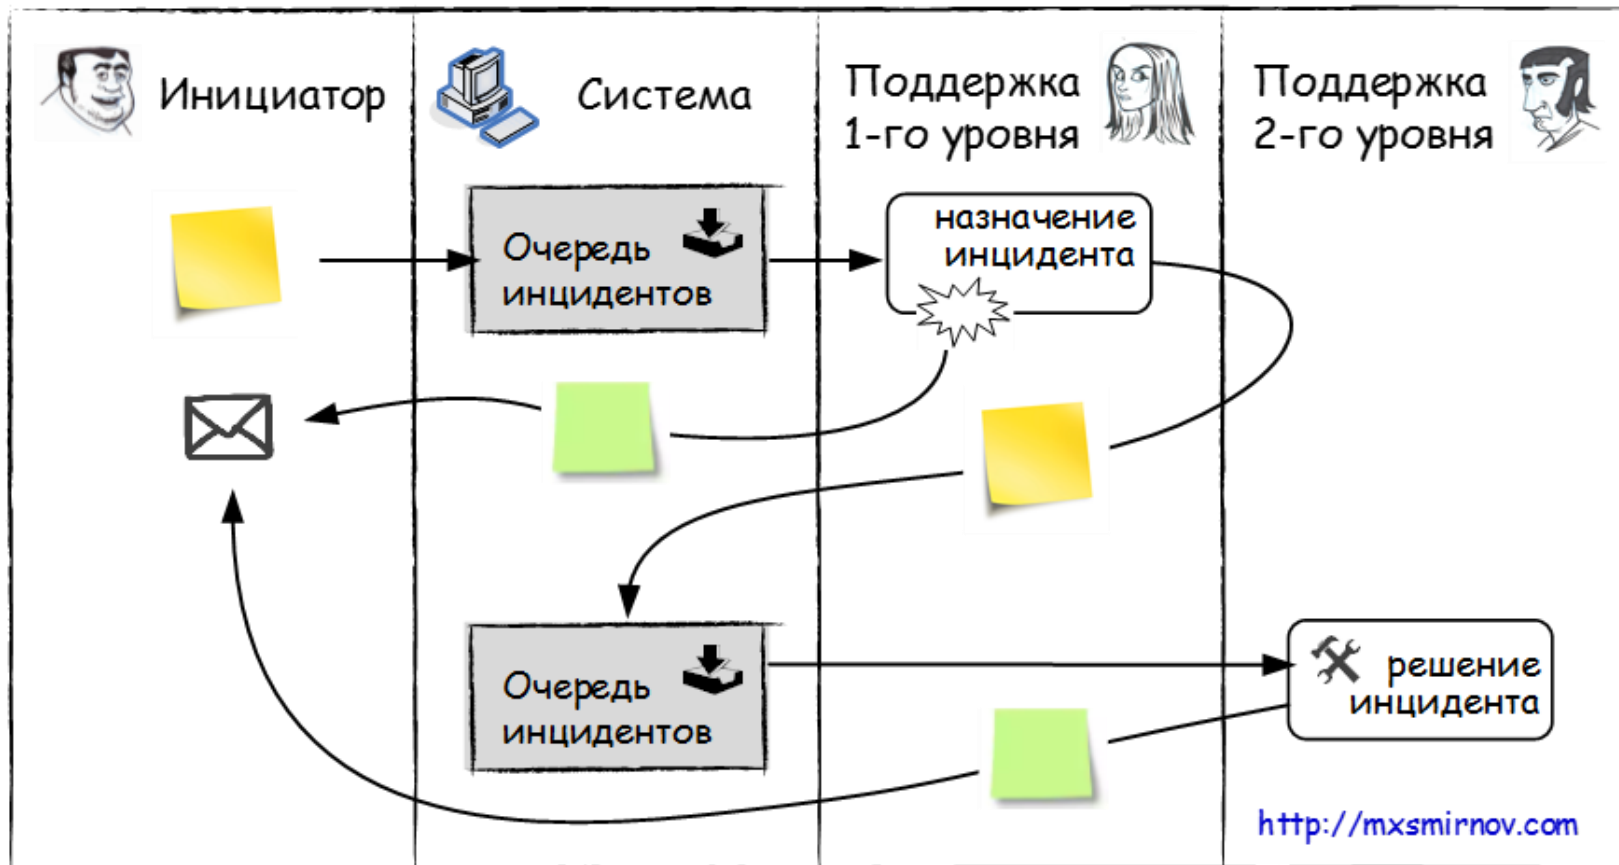 Инициатор
Система
Поддержка
1-го уровня
Поддержка
2-го уровня
Очередь
инцидентов
назначение
инцидента
Очередь
инцидентов
решение
инцидента
http://mxsmirnov.com